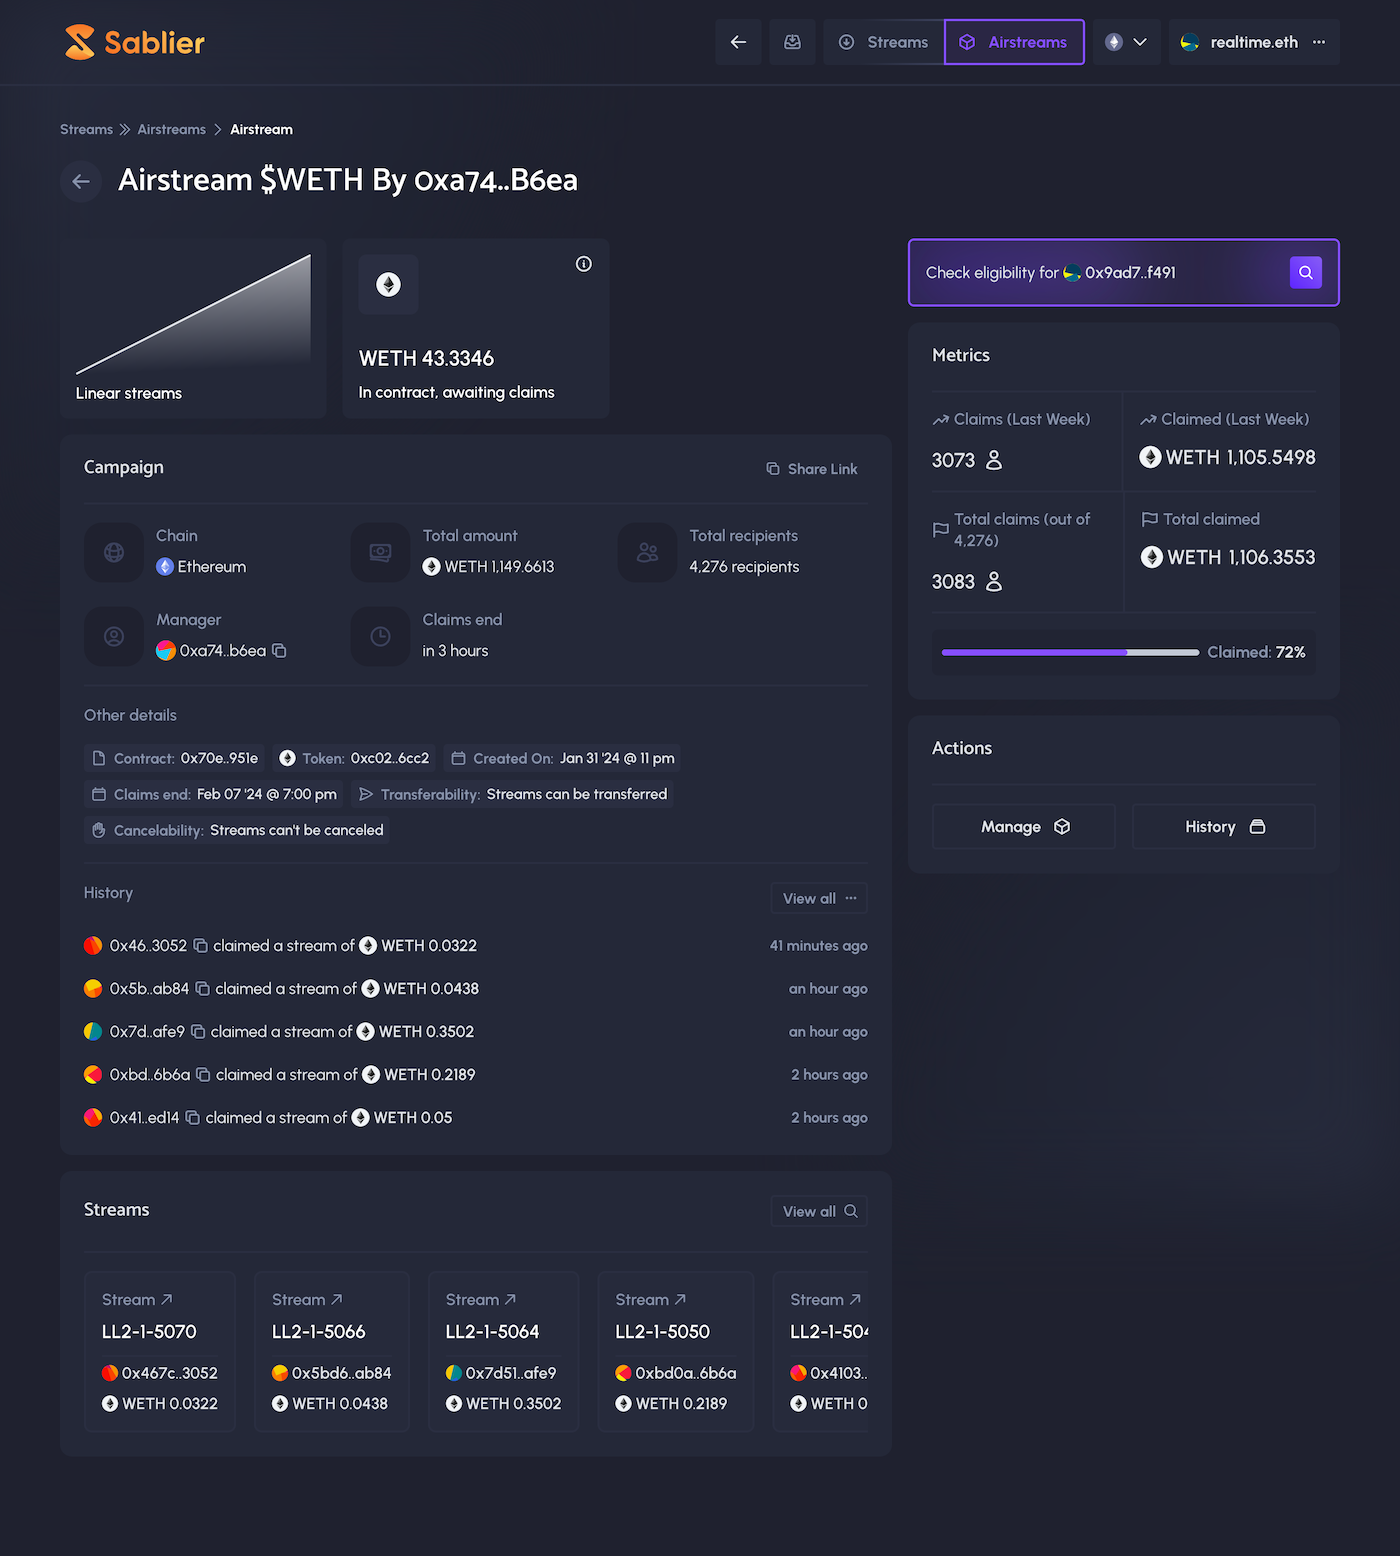 Sablier
Streams
Airstreams
realtime.eth
Streams Airstreams Airstream
Airstream $WETH By 0xa74..B6ea
Linear streams
WETH 43.3346
In contract, awaiting claims
Check eligibility for 0x9ad7..f491
Campaign
Share Link
Chain
Ethereum
Total amount
WETH 1,149.6613
Total recipients
4,276 recipients
Manager
0xa74..b6ea
Claims end
in 3 hours
Other details
Contract: 0x70e..951e
Token: 0xc02..6cc2
Created On: Jan 31 '24 @ 11 pm
Claims end: Feb 07 '24 @ 7:00 pm
Transferability: Streams can be transferred
Cancelability: Streams can't be canceled
History
View all
0x46..3052 claimed a stream of WETH 0.0322
41 minutes ago
0x5b..ab84 claimed a stream of WETH 0.0438
an hour ago
0x7d..afe9 claimed a stream of WETH 0.3502
an hour ago
0xbd..6b6a claimed a stream of WETH 0.2189
2 hours ago
0x41..ed14 claimed a stream of WETH 0.05
2 hours ago
Streams
View all
Stream
LL2-1-5070
0x467c..3052
WETH 0.0322
Stream
LL2-1-5066
0x5bd6..ab84
WETH 0.0438
Stream
LL2-1-5064
0x7d51..afe9
WETH 0.3502
Stream
LL2-1-5050
0xbd0a..6b6a
WETH 0.2189
Stream
LL2-1-504
0x4103..
WETH 0
Metrics
Claims (Last Week)
3073
Claimed (Last Week)
WETH 1,105.5498
Total claims (out of
4,276)
3083
Total claimed
WETH 1,106.3553
Claimed: 72%
Actions
Manage
History